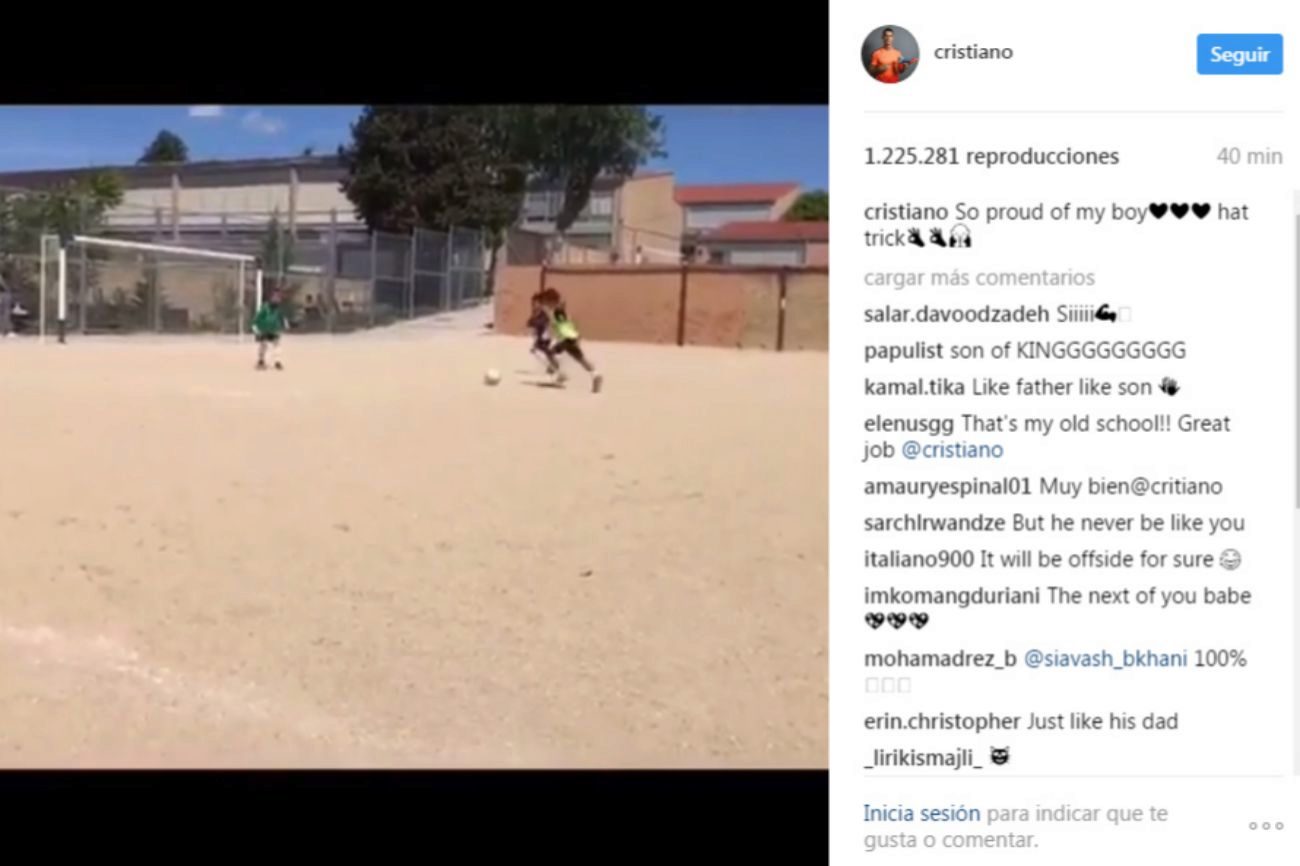 cristiano
Seguir
1.225.281 reproducciones 40 min
cristiano So proud of my boy🖤🖤🖤 hat
trick👌👌🙌
cargar más comentarios
salar.davoodzadeh Siiiii💪
papulist son of KINGGGGGGGGG
kamal.tika Like father like son 👏
elenusgg That's my old school!! Great
job @cristiano
amauryespinal01 Muy bien@critiano
sarchlrwandze But he never be like you
italiano900 It will be offside for sure 😂
imkomangduriani The next of you babe
💖💖💖
mohamadrez_b @siavash_bkhani 100%
erin.christopher Just like his dad
_lirikismajli_ 😈
Inicia sesión para indicar que te
gusta o comentar.